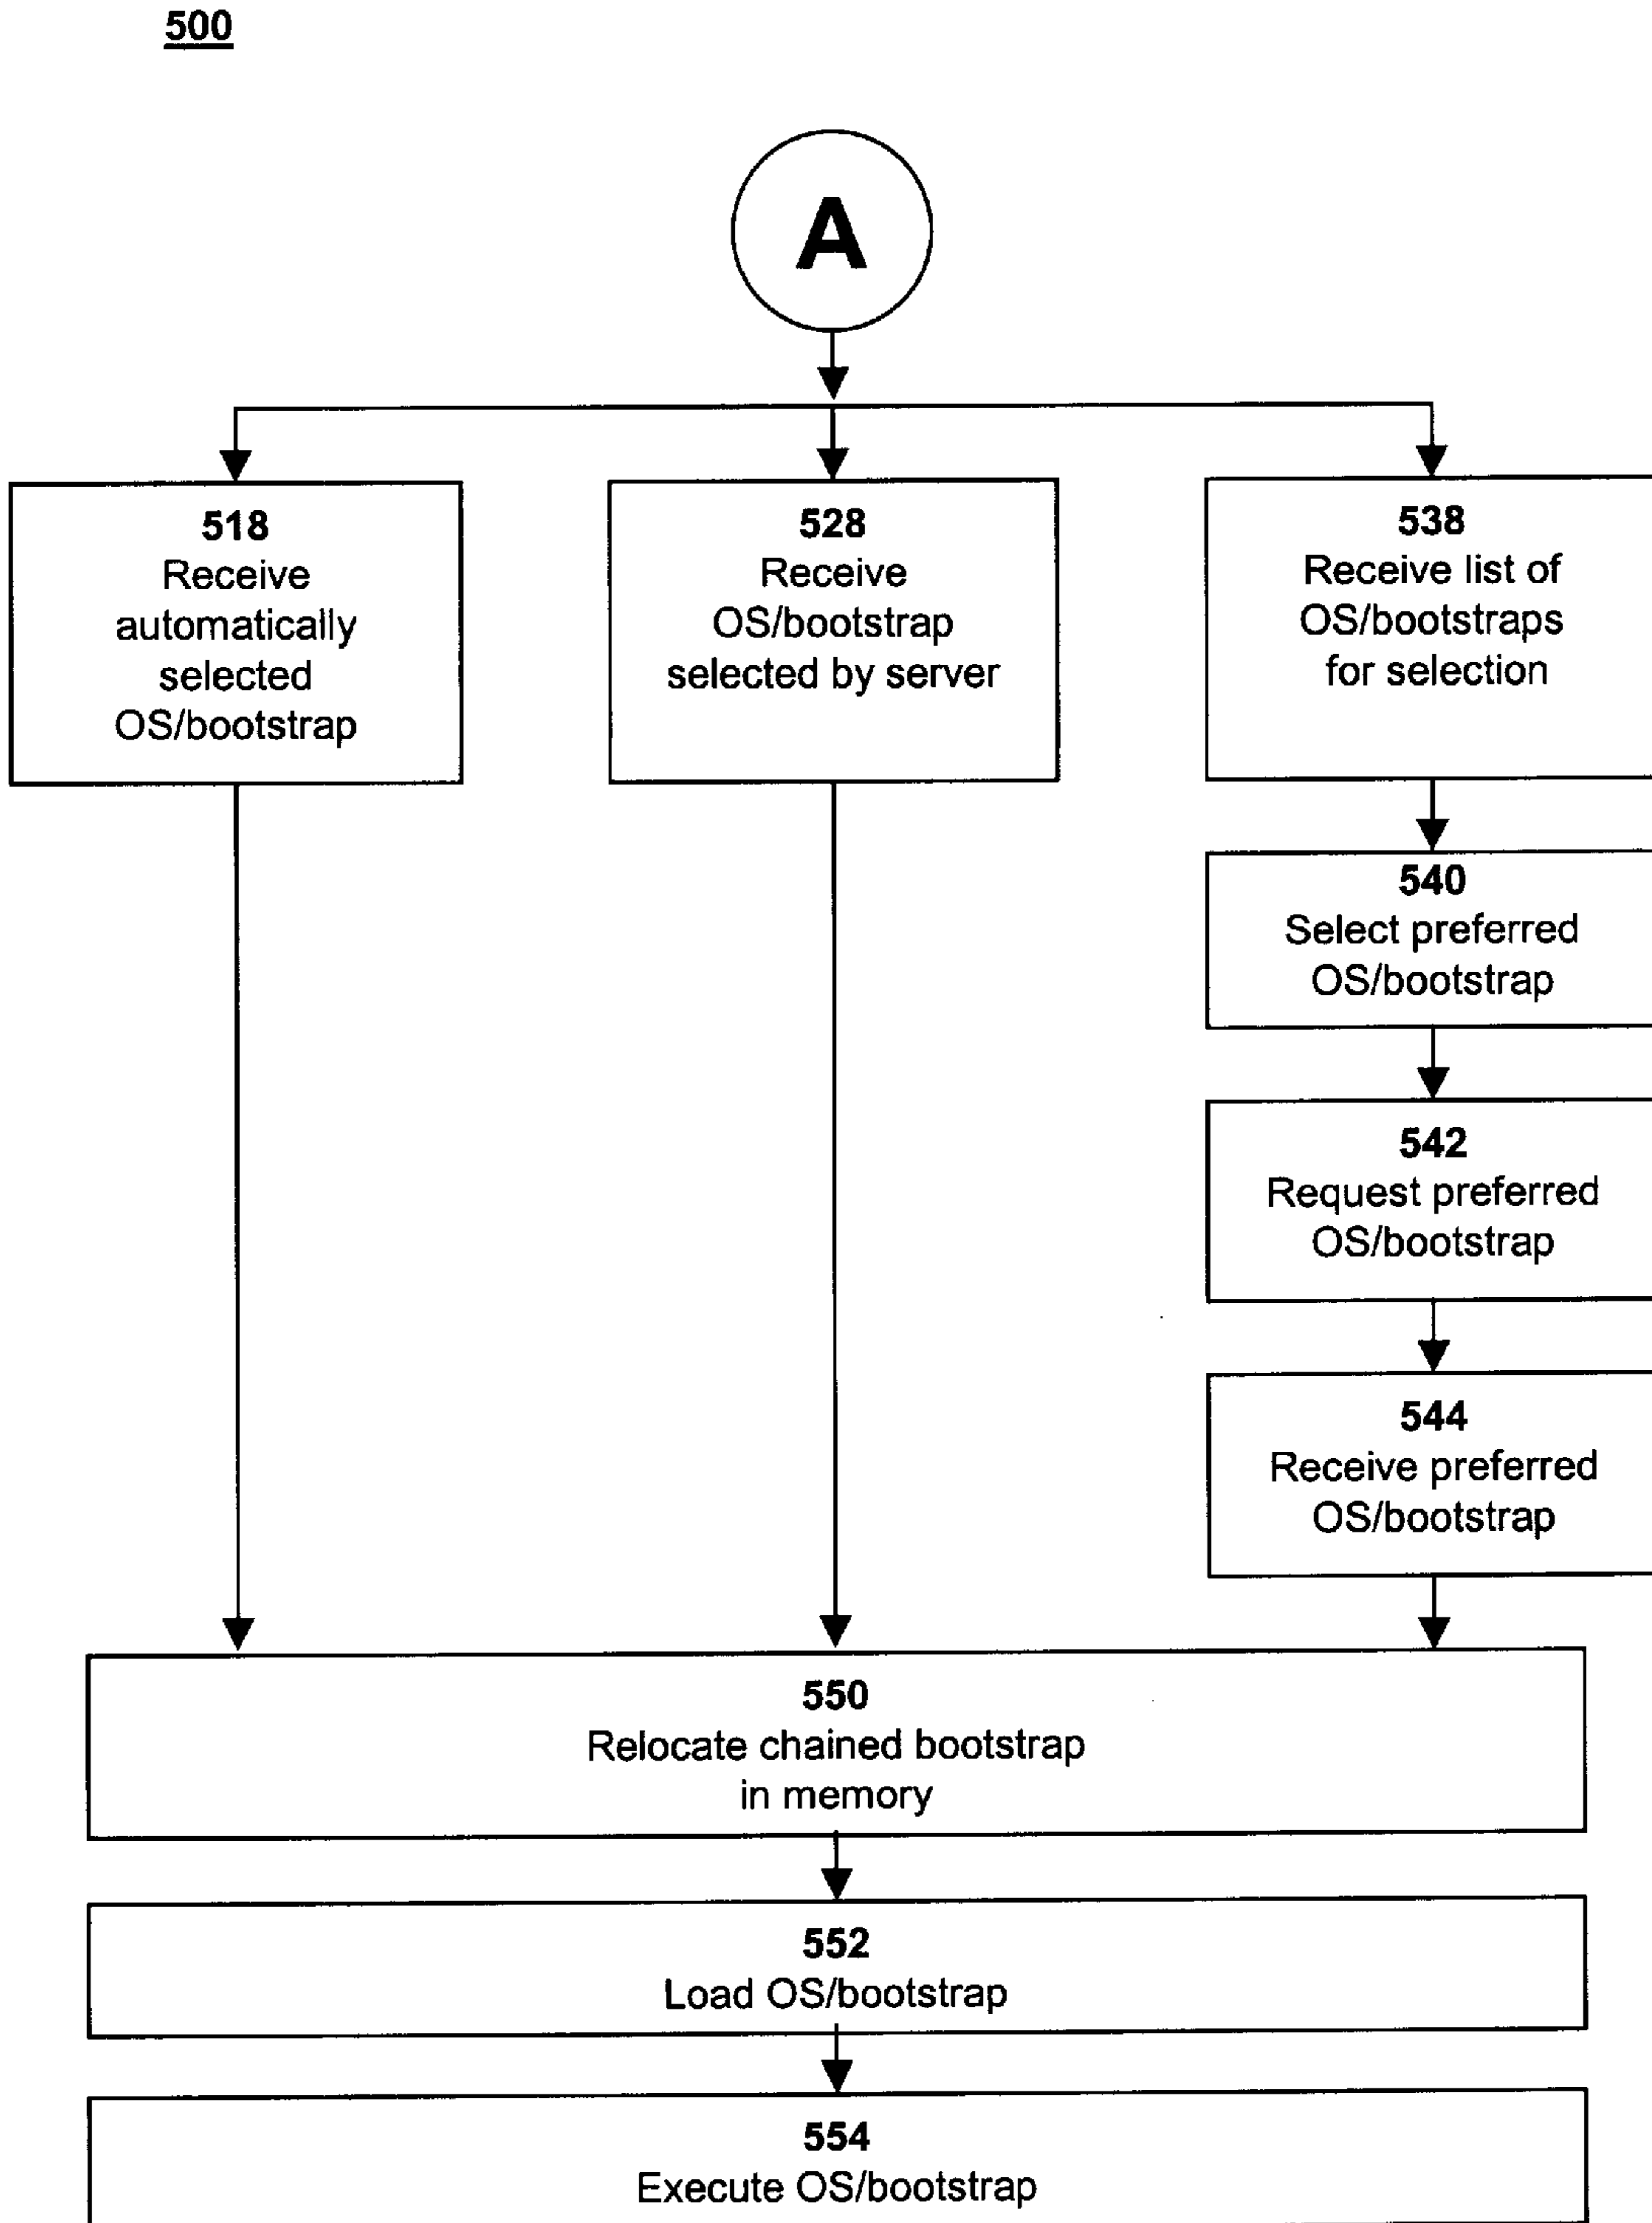 500
A
518
Receive
automatically
selected
OS/bootstrap
528
Receive
OS/bootstrap
selected by server
538
Receive list of
OS/bootstraps
for selection
540
Select preferred
OS/bootstrap
542
Request preferred
OS/bootstrap
544
Receive preferred
OS/bootstrap
550
Relocate chained bootstrap
in memory
552
Load OS/bootstrap
554
Execute OS/bootstrap